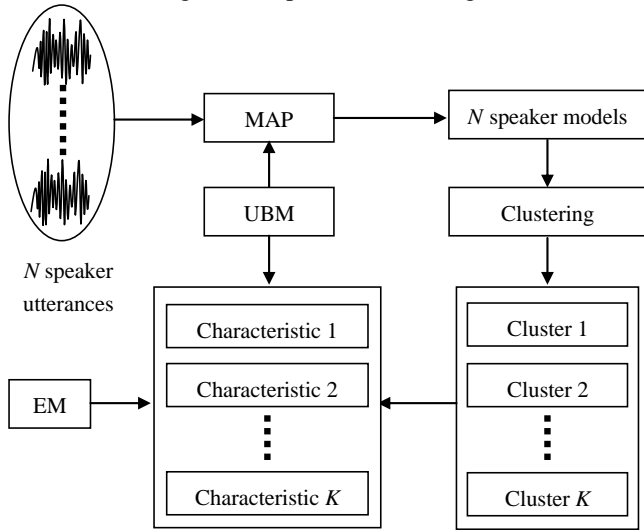 MAP
N speaker models
UBM
Clustering
N speaker
utterances
Characteristic 1
Cluster 1
EM
Characteristic 2
Cluster 2
Characteristic K
Cluster K